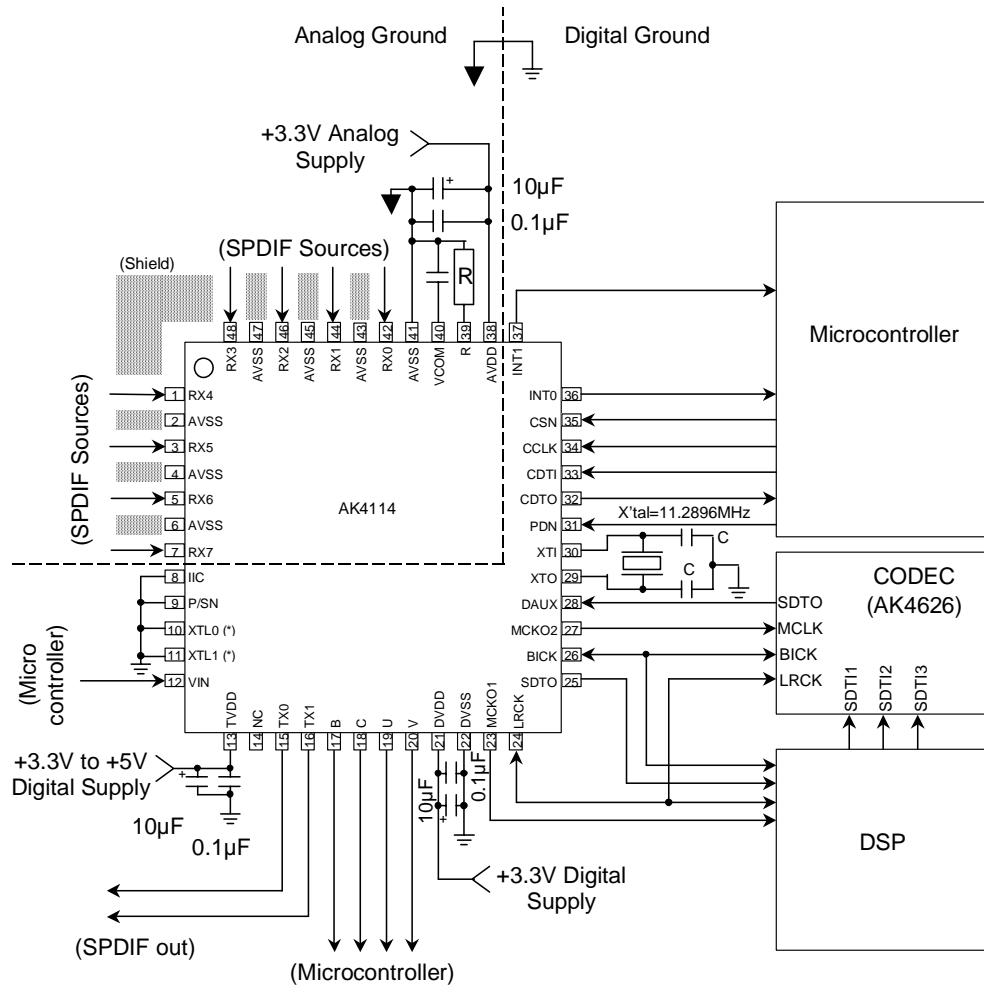 Analog Ground
Digital Ground
+3.3V Analog
Supply
+
10µF
0.1µF
(SPDIF Sources)
(Shield)
R
48
47
46
45
44
43
42
41
40
39
38
37
RX3
AVSS
RX2
AVSS
RX1
AVSS
RX0
AVSS
VCOM
R
AVDD
INT1
Microcontroller
(SPDIF Sources)
1 RX4
2 AVSS
3 RX5
4 AVSS
5 RX6
6 AVSS
7 RX7
8 IIC
9 P/SN
10 XTL0 (*)
11 XTL1 (*)
12 VIN
AK4114
INT0 36
CSN 35
CCLK 34
CDTI 33
CDTO 32
PDN 31
XTI 30
XTO 29
DAUX 28
MCKO2 27
BICK 26
SDTO 25
X'tal=11.2896MHz
C
C
CODEC
(AK4626)
SDTO
MCLK
BICK
LRCK
SDTI1
SDTI2
SDTI3
(Micro
controller)
TVDD
NC
TX0
TX1
B
C
U
V
DVDD
DVSS
MCKO1
LRCK
13
14
15
16
17
18
19
20
21
22
23
24
+3.3V to +5V
Digital Supply
+
10µF
0.1µF
10µF
0.1µF
+
+3.3V Digital
Supply
DSP
(SPDIF out)
(Microcontroller)